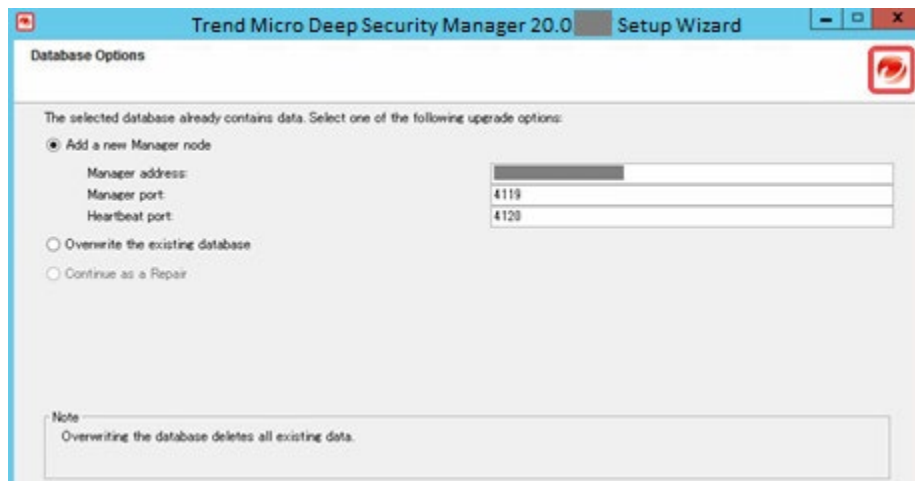 Trend Micro Deep Security Manager 20.0 Setup Wizard
Database Options
The selected database already contains data. Select one of the following upgrade options:
Add a new Manager node
Manager address:
Manager port: 4119
Heartbeat port: 4120
Overwrite the existing database
Continue as a Repair
Note
Overwriting the database deletes all existing data.